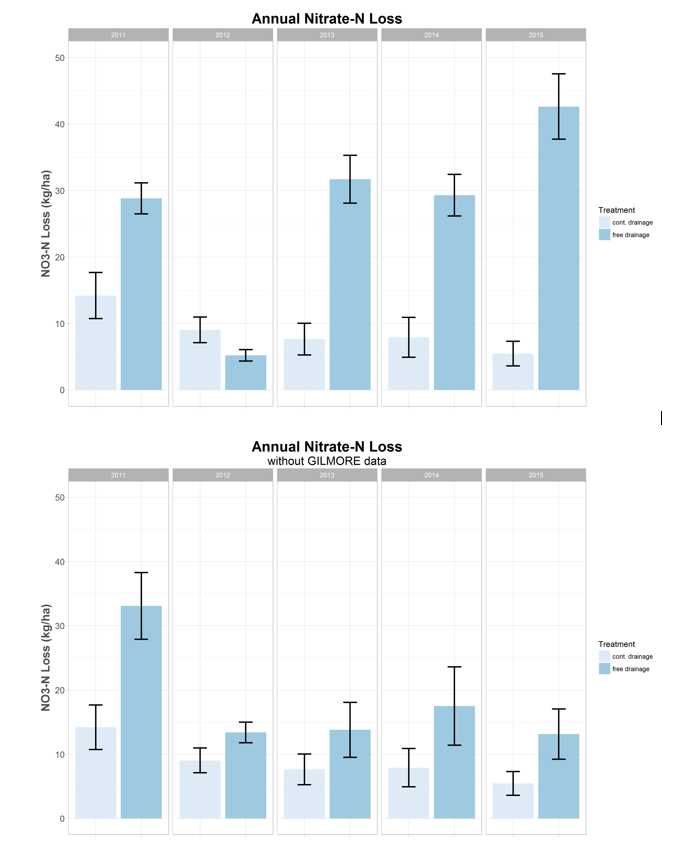 Annual Nitrate-N Loss
2011 2012 2013 2014 2015
50
40
30
20
10
0
NO3-N Loss (kg/ha)
Treatment
cont. drainage
free drainage
Annual Nitrate-N Loss
without GILMORE data
2011 2012 2013 2014 2015
50
40
30
20
10
0
NO3-N Loss (kg/ha)
Treatment
cont. drainage
free drainage